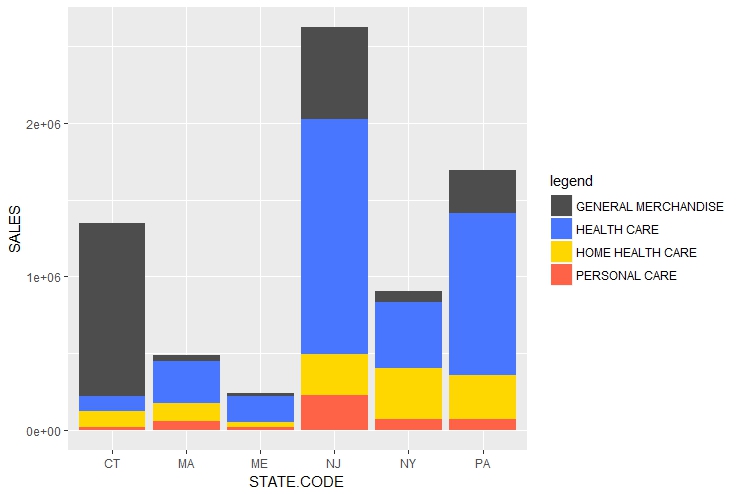 SALES
2e+06
1e+06
0e+00
CT MA ME NJ NY PA
STATE.CODE
legend
GENERAL MERCHANDISE
HEALTH CARE
HOME HEALTH CARE
PERSONAL CARE